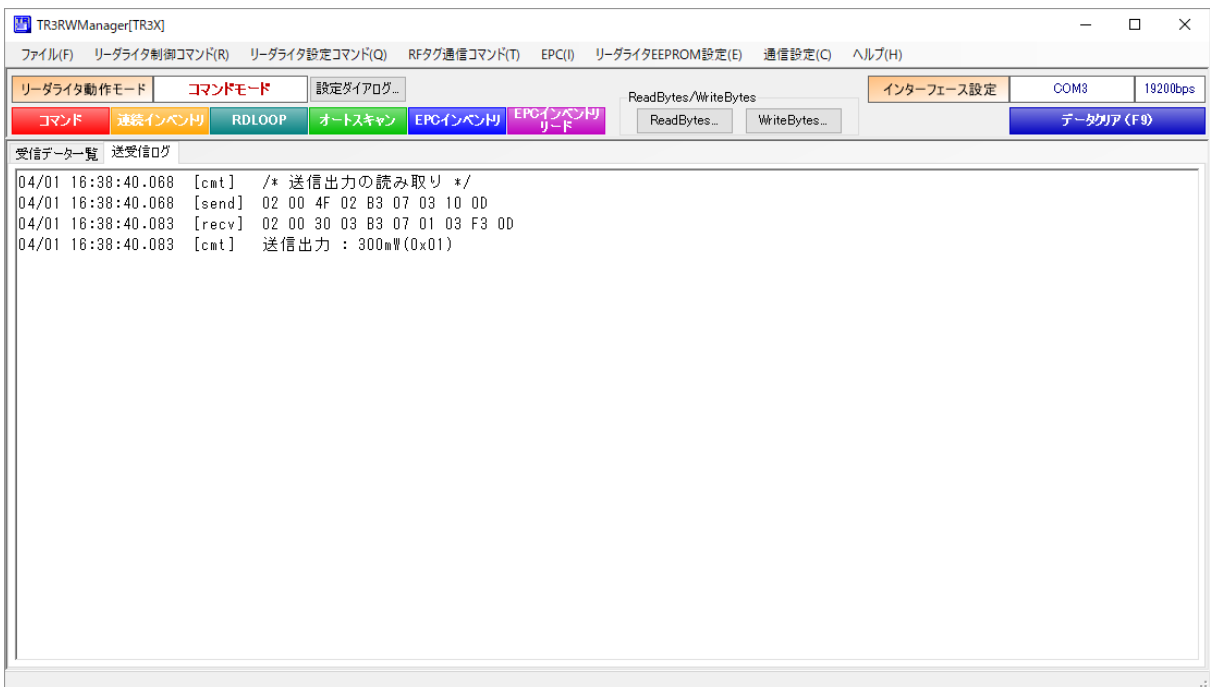 TR3RWManager[TR3X]
ファイル(F) リーダライタ制御コマンド(R) リーダライタ設定コマンド(Q) RFタグ通信コマンド(T) EPC(I) リーダライタEEPROM設定(E) 通信設定(C) ヘルプ(H)
リーダライタ動作モード コマンドモード 設定ダイアログ... ReadBytes/WriteBytes インターフェース設定 COM3 19200bps
コマンド 連続インベントリ RDLOOP オートスキャン EPCインベントリ EPCインベントリ
リード ReadBytes... WriteBytes... データクリア(F9)
受信データ一覧 送受信ログ
04/01 16:38:40.068 [cmt] /* 送信出力の読み取り */
04/01 16:38:40.068 [send] 02 00 4F 02 B3 07 03 10 0D
04/01 16:38:40.083 [recv] 02 00 30 03 B3 07 01 03 F3 0D
04/01 16:38:40.083 [cmt] 送信出力 : 300mW(0x01)